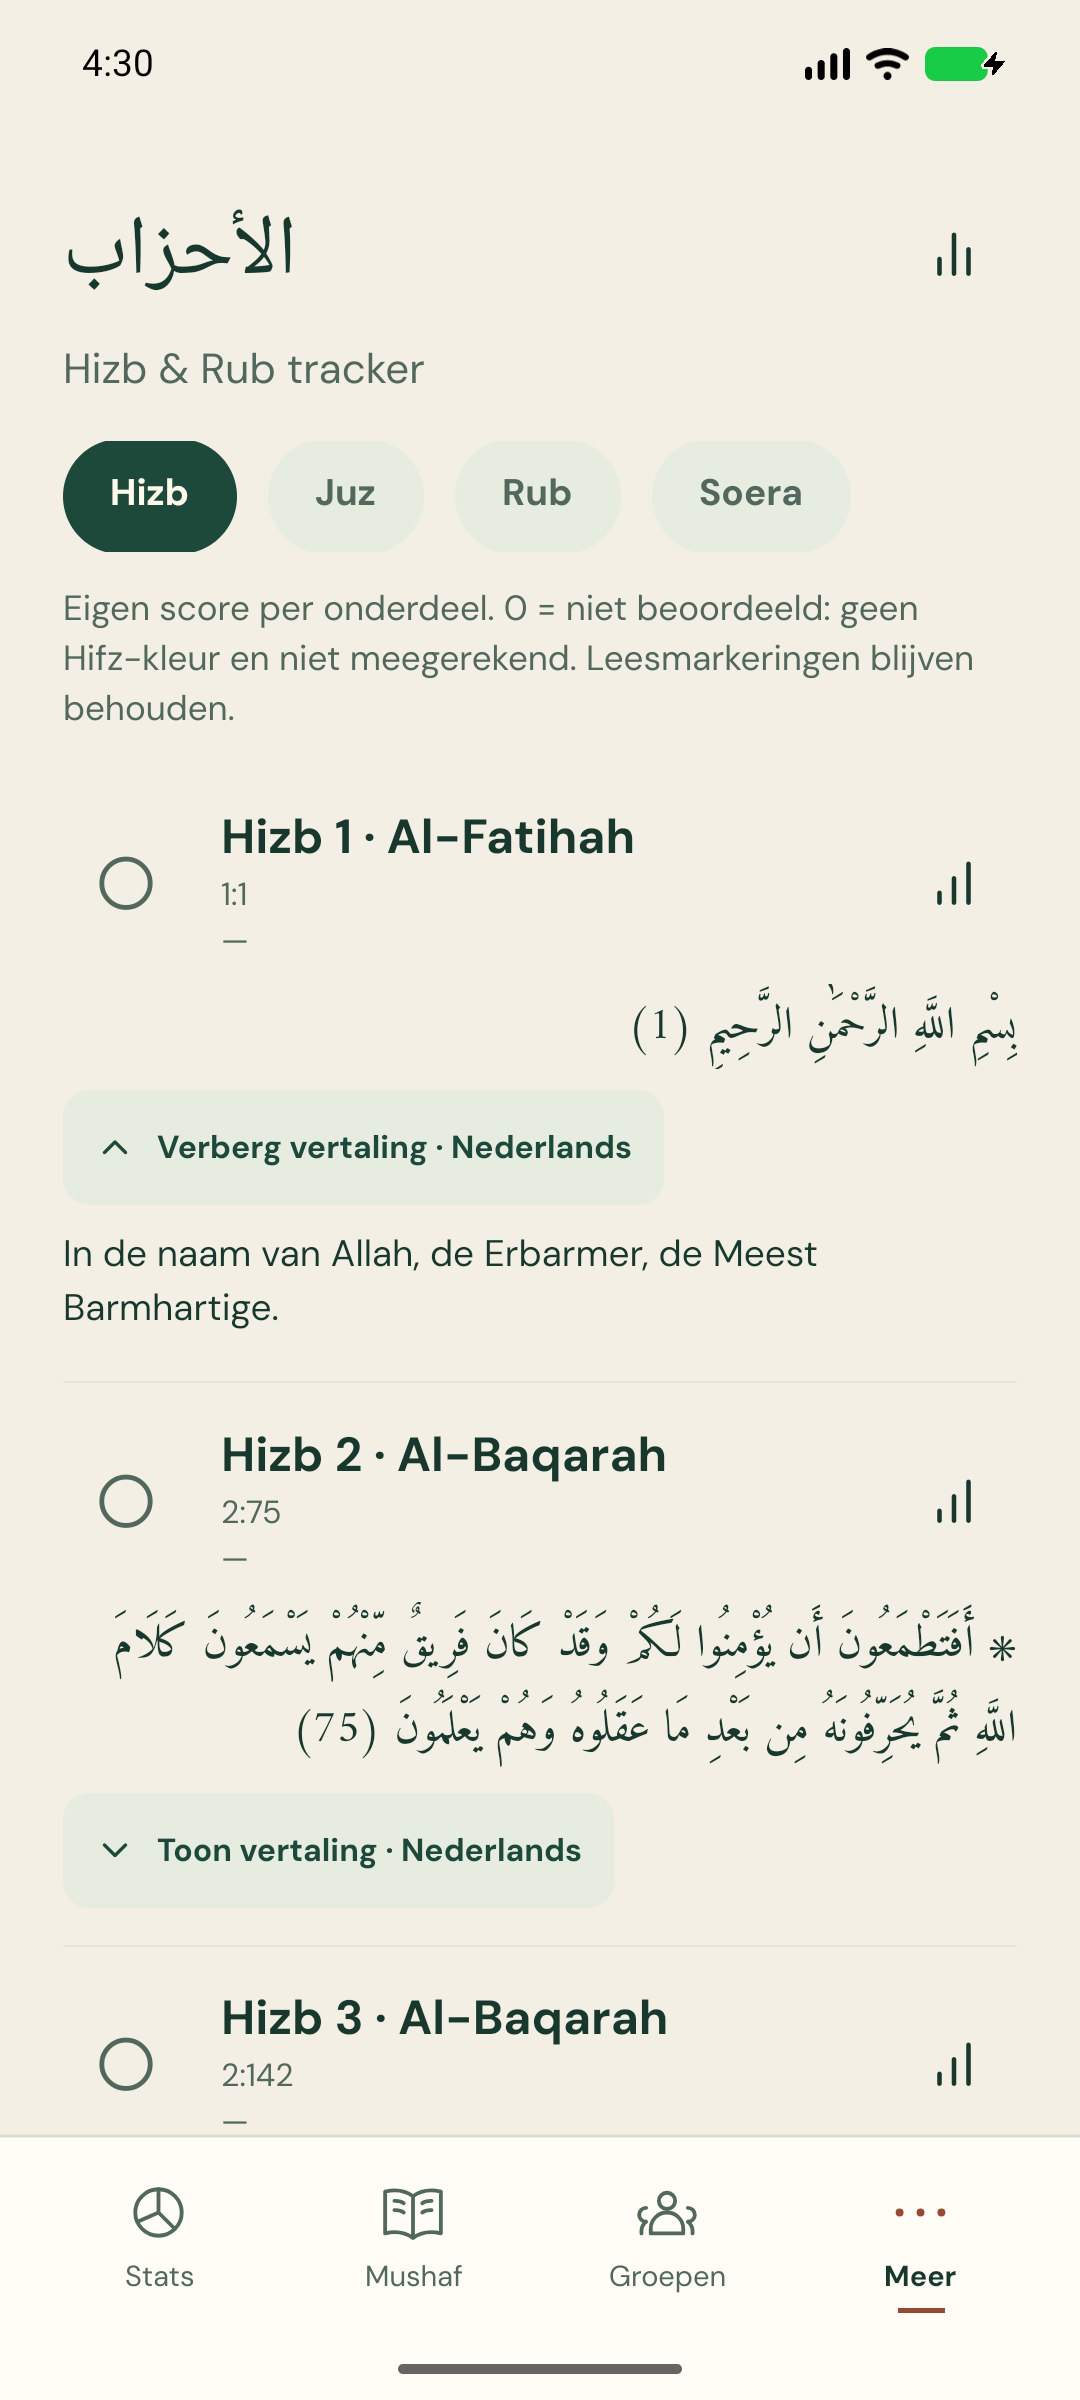 4:30
الأحزاب
Hizb & Rub tracker
Hizb
Juz
Rub
Soera
Eigen score per onderdeel. 0 = niet beoordeeld: geen
Hifz-kleur en niet meegerekend. Leesmarkeringen blijven
behouden.
Hizb 1 · Al-Fatihah
1:1
—
بِسْمِ اللَّهِ الرَّحْمَٰنِ الرَّحِيمِ (1)
Verberg vertaling · Nederlands
In de naam van Allah, de Erbarmer, de Meest
Barmhartige.
Hizb 2 · Al-Baqarah
2:75
—
* أَفَتَطْمَعُونَ أَن يُؤْمِنُوا لَكُمْ وَقَدْ كَانَ فَرِيقٌ مِّنْهُمْ يَسْمَعُونَ كَلَامَ
اللَّهِ ثُمَّ يُحَرِّفُونَهُ مِن بَعْدِ مَا عَقَلُوهُ وَهُمْ يَعْلَمُونَ (75)
Toon vertaling · Nederlands
Hizb 3 · Al-Baqarah
2:142
—
Stats
Mushaf
Groepen
Meer